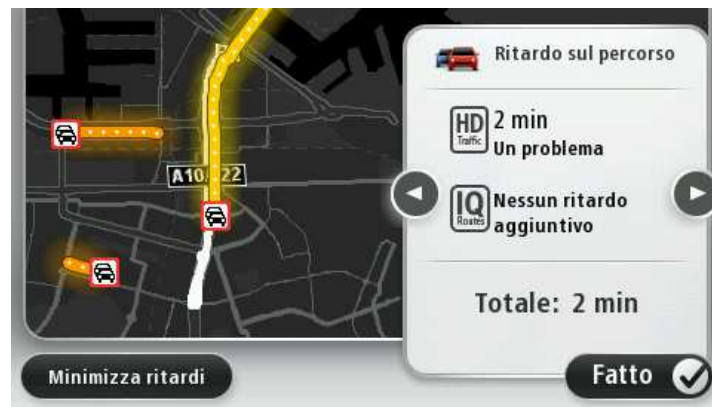 Ritardo sul percorso
HD
Traffic
2 min
Un problema
IQ
Routes
Nessun ritardo
aggiuntivo
Totale: 2 min
A10/E22
Minimizza ritardi
Fatto